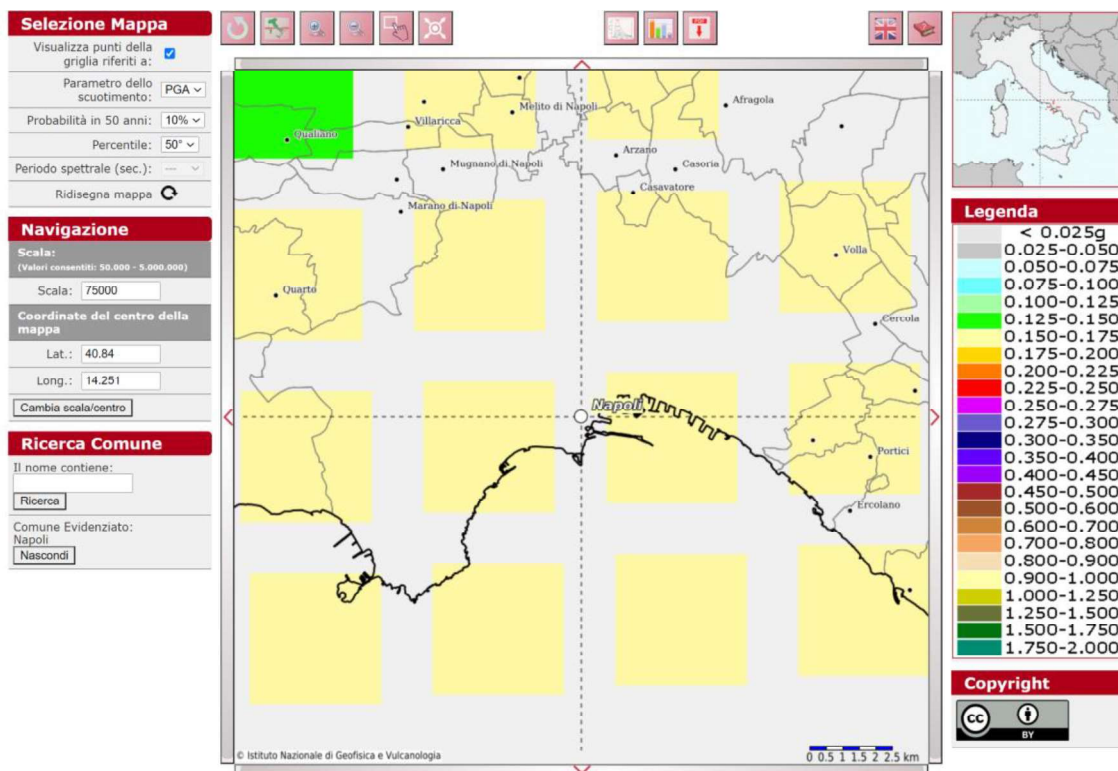 Selezione Mappa
Visualizza punti della
griglia riferiti a:
Parametro dello
scuotimento:
PGA
Probabilità in 50 anni:
10%
Percentile:
50°
Periodo spettrale (sec.):
---
Ridisegna mappa
Navigazione
Scala:
(Valori consentiti: 50.000 - 5.000.000)
Scala:
75000
Coordinate del centro della
mappa
Lat.:
40.84
Long.:
14.251
Cambia scala/centro
Ricerca Comune
Il nome contiene:
Ricerca
Comune Evidenziato:
Napoli
Nascondi
PDF
Qualiano
Villaricca
Melito di Napoli
Afragola
Mugnano di Napoli
Arzano
Casoria
Casavatore
Marano di Napoli
Volla
Quarto
Cercola
Napoli
Portici
Ercolano
© Istituto Nazionale di Geofisica e Vulcanologia
0 0.5 1 1.5 2 2.5 km
Legenda
< 0.025g
0.025-0.050
0.050-0.075
0.075-0.100
0.100-0.125
0.125-0.150
0.150-0.175
0.175-0.200
0.200-0.225
0.225-0.250
0.250-0.275
0.275-0.300
0.300-0.350
0.350-0.400
0.400-0.450
0.450-0.500
0.500-0.600
0.600-0.700
0.700-0.800
0.800-0.900
0.900-1.000
1.000-1.250
1.250-1.500
1.500-1.750
1.750-2.000
Copyright
cc
BY